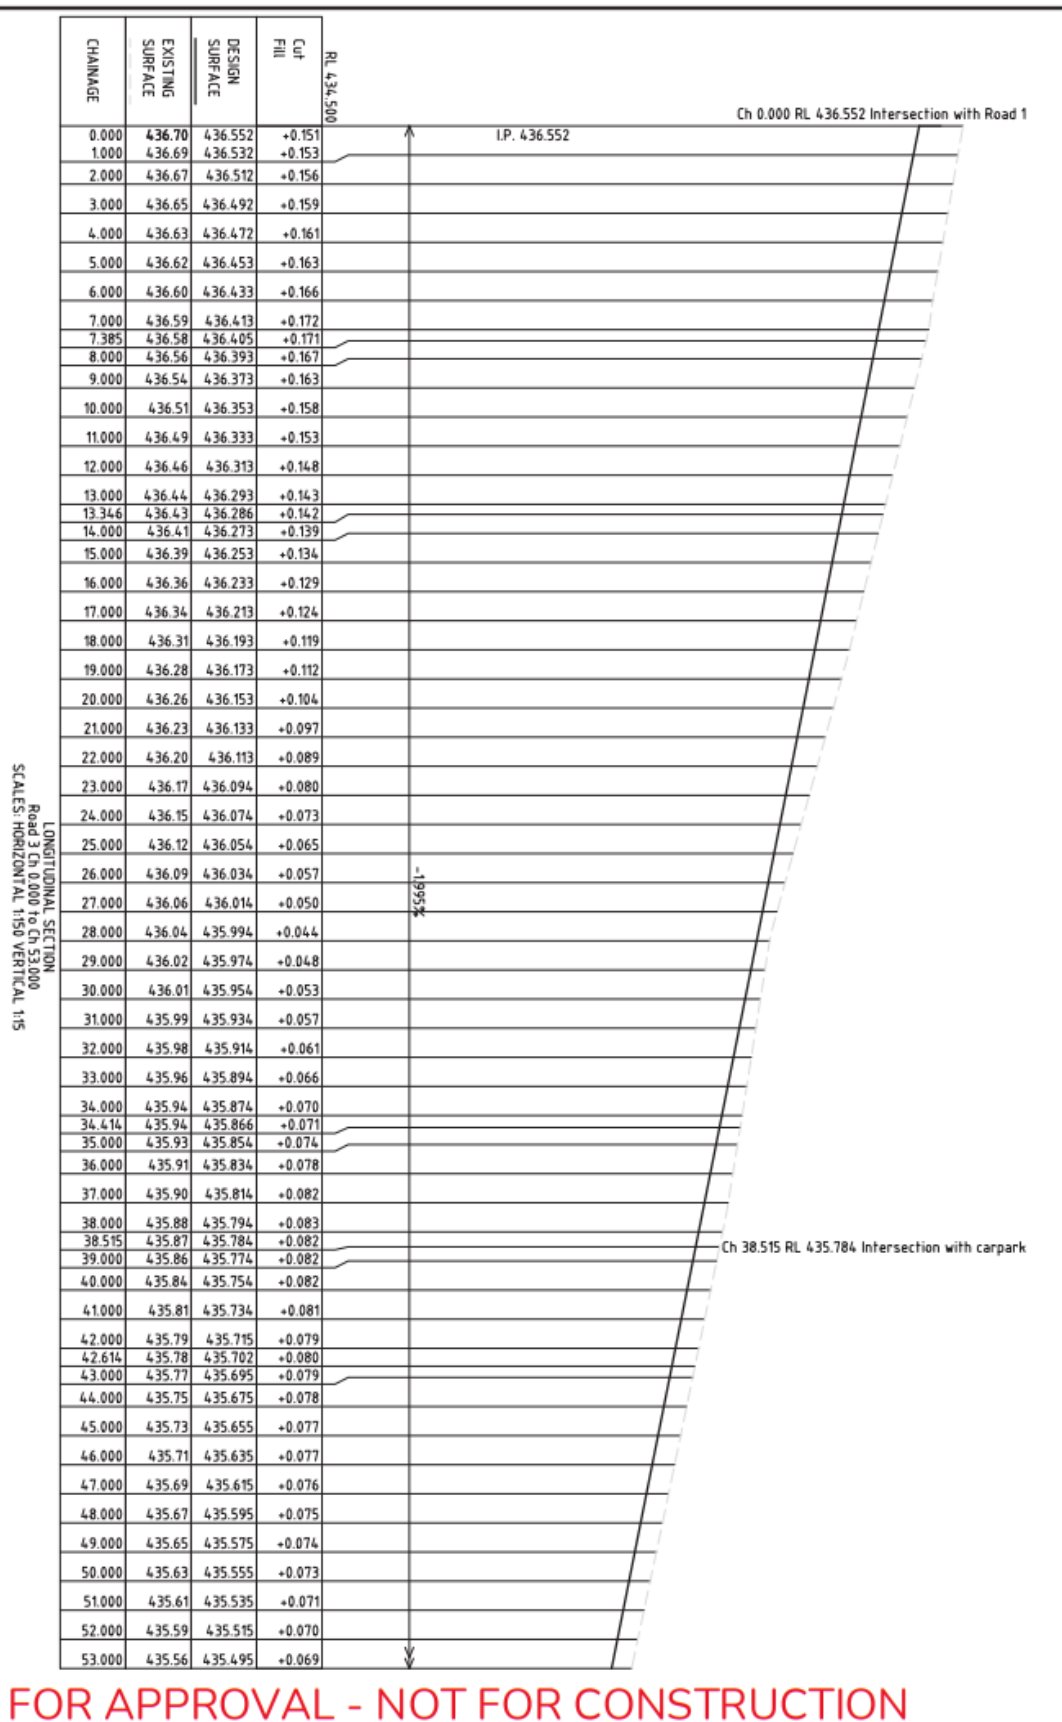 Cut
Fill
DESIGN
SURFACE
EXISTING
SURFACE
CHAINAGE
RL 434.500
Ch 0.000 RL 436.552 Intersection with Road 1
I.P. 436.552
0.000 436.70 436.552 +0.151
1.000 436.69 436.532 +0.153
2.000 436.67 436.512 +0.156
3.000 436.65 436.492 +0.159
4.000 436.63 436.472 +0.161
5.000 436.62 436.453 +0.163
6.000 436.60 436.433 +0.166
7.000 436.59 436.413 +0.172
7.385 436.58 436.405 +0.171
8.000 436.56 436.393 +0.167
9.000 436.54 436.373 +0.163
10.000 436.51 436.353 +0.158
11.000 436.49 436.333 +0.153
12.000 436.46 436.313 +0.148
13.000 436.44 436.293 +0.143
13.346 436.43 436.286 +0.142
14.000 436.41 436.273 +0.139
15.000 436.39 436.253 +0.134
16.000 436.36 436.233 +0.129
17.000 436.34 436.213 +0.124
18.000 436.31 436.193 +0.119
19.000 436.28 436.173 +0.112
20.000 436.26 436.153 +0.104
21.000 436.23 436.133 +0.097
22.000 436.20 436.113 +0.089
23.000 436.17 436.094 +0.080
24.000 436.15 436.074 +0.073
25.000 436.12 436.054 +0.065
26.000 436.09 436.034 +0.057
27.000 436.06 436.014 +0.050
28.000 436.04 435.994 +0.044
29.000 436.02 435.974 +0.048
30.000 436.01 435.954 +0.053
31.000 435.99 435.934 +0.057
32.000 435.98 435.914 +0.061
33.000 435.96 435.894 +0.066
34.000 435.94 435.874 +0.070
34.414 435.94 435.866 +0.071
35.000 435.93 435.854 +0.074
36.000 435.91 435.834 +0.078
37.000 435.90 435.814 +0.082
38.000 435.88 435.794 +0.083
38.515 435.87 435.784 +0.082
39.000 435.86 435.774 +0.082
40.000 435.84 435.754 +0.082
41.000 435.81 435.734 +0.081
42.000 435.79 435.715 +0.079
42.614 435.78 435.702 +0.080
43.000 435.77 435.695 +0.079
44.000 435.75 435.675 +0.078
45.000 435.73 435.655 +0.077
46.000 435.71 435.635 +0.077
47.000 435.69 435.615 +0.076
48.000 435.67 435.595 +0.075
49.000 435.65 435.575 +0.074
50.000 435.63 435.555 +0.073
51.000 435.61 435.535 +0.071
52.000 435.59 435.515 +0.070
53.000 435.56 435.495 +0.069
-1.995%
Ch 38.515 RL 435.784 Intersection with carpark
LONGITUDINAL SECTION
Road 3 Ch 0.000 to Ch 53.000
SCALES: HORIZONTAL 1:150 VERTICAL 1:15
FOR APPROVAL - NOT FOR CONSTRUCTION